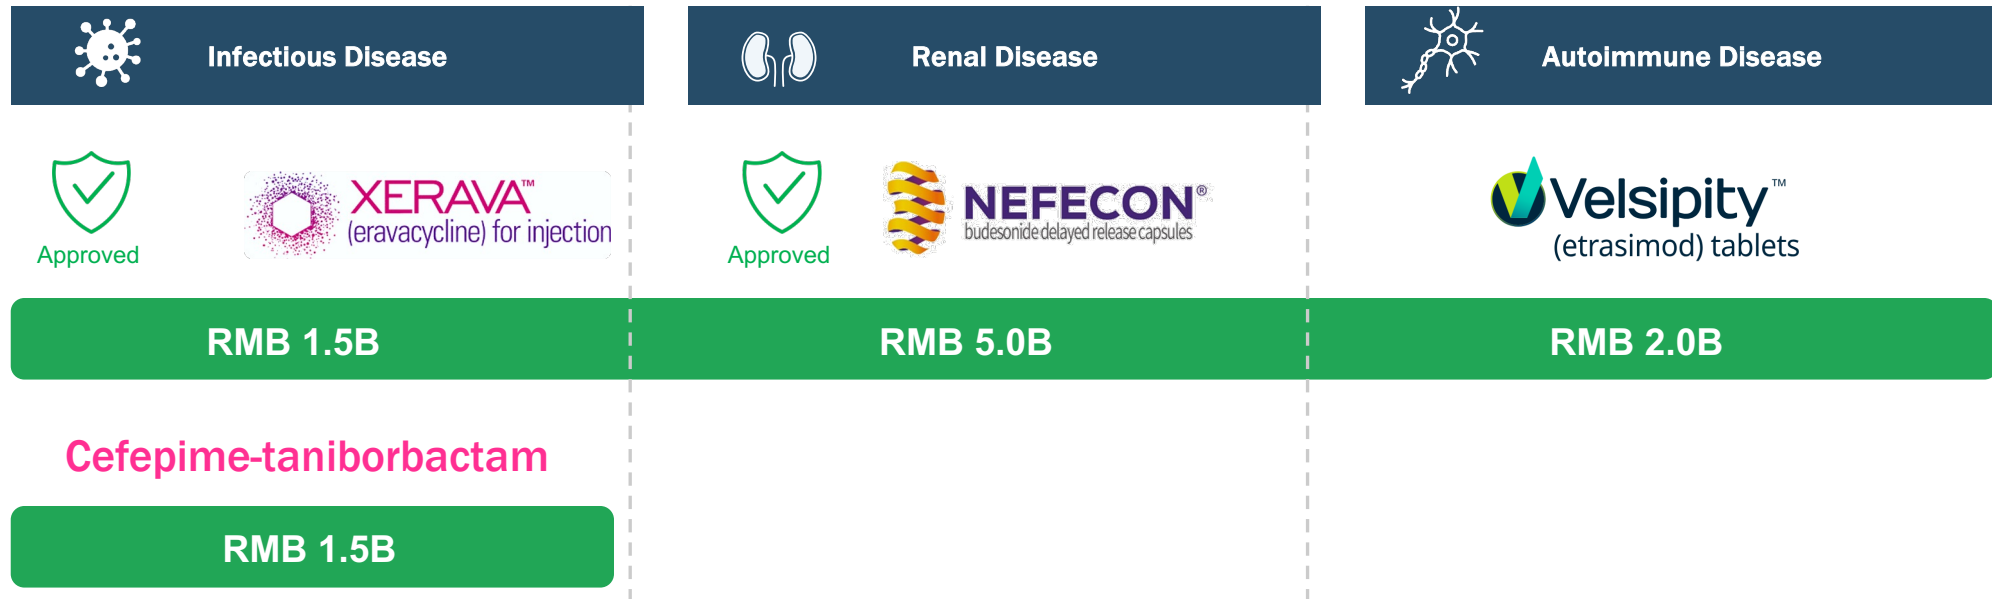 Infectious Disease
Renal Disease
Autoimmune Disease
Approved
XERAVA™
(eravacycline) for injection
Approved
NEFECON®
budesonide delayed release capsules
Velsipity™
(etrasimod) tablets
RMB 1.5B
RMB 5.0B
RMB 2.0B
Cefepime-taniborbactam
RMB 1.5B